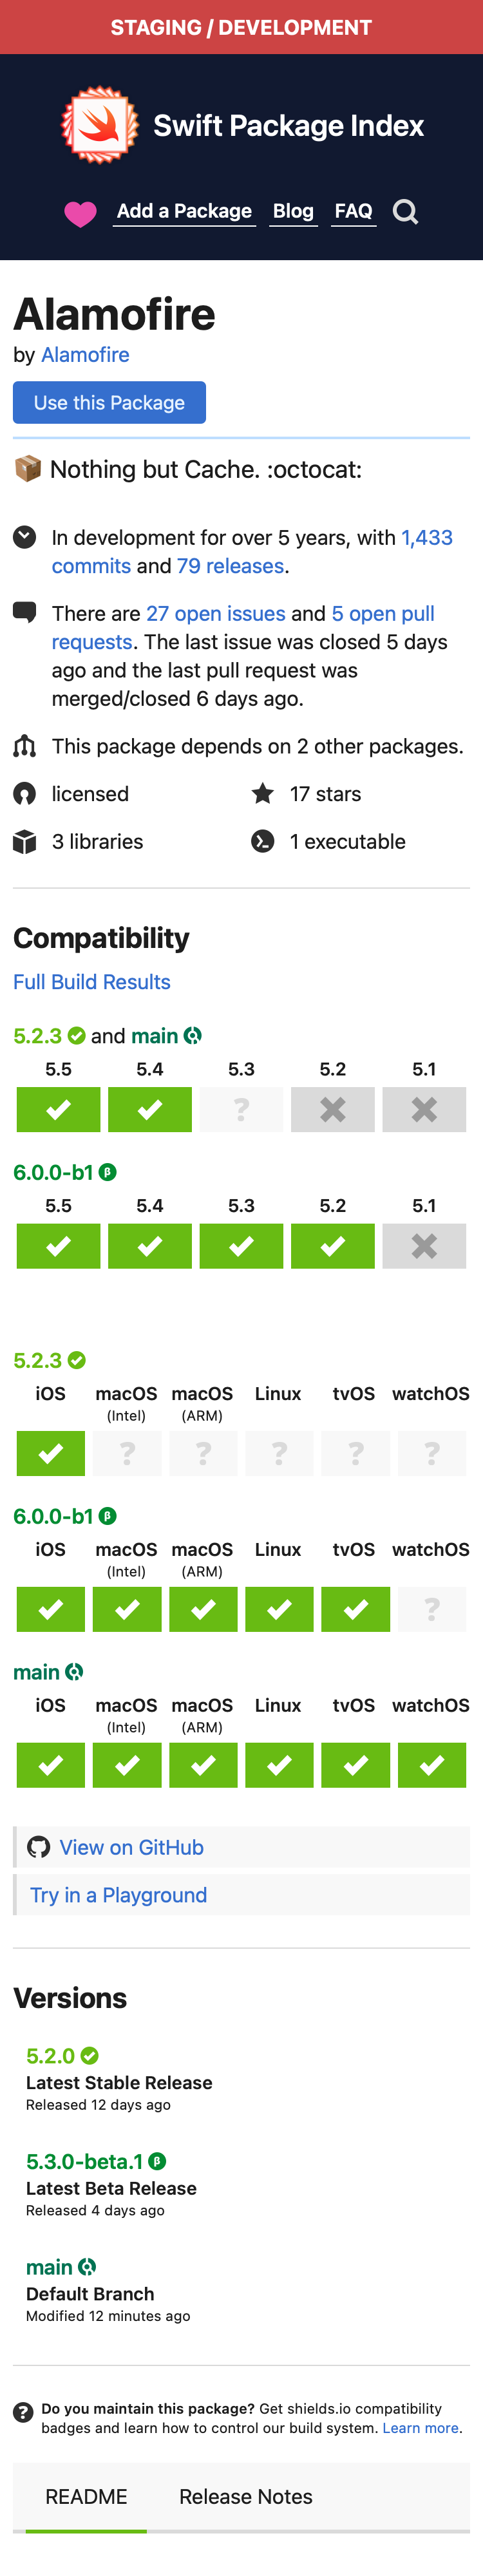 STAGING / DEVELOPMENT
Swift Package Index
Add a Package Blog FAQ
Alamofire
by Alamofire
Use this Package
📦 Nothing but Cache. :octocat:
In development for over 5 years, with 1,433
commits and 79 releases.
There are 27 open issues and 5 open pull
requests. The last issue was closed 5 days
ago and the last pull request was
merged/closed 6 days ago.
This package depends on 2 other packages.
licensed 17 stars
3 libraries 1 executable
Compatibility
Full Build Results
5.2.3 and main
5.5 5.4 5.3 5.2 5.1
?
6.0.0-b1 β
5.5 5.4 5.3 5.2 5.1
5.2.3
iOS macOS macOS Linux tvOS watchOS
(Intel) (ARM)
? ? ? ? ?
6.0.0-b1 β
iOS macOS macOS Linux tvOS watchOS
(Intel) (ARM)
?
main
iOS macOS macOS Linux tvOS watchOS
(Intel) (ARM)
View on GitHub
Try in a Playground
Versions
5.2.0
Latest Stable Release
Released 12 days ago
5.3.0-beta.1 β
Latest Beta Release
Released 4 days ago
main
Default Branch
Modified 12 minutes ago
? Do you maintain this package? Get shields.io compatibility
badges and learn how to control our build system. Learn more.
README Release Notes